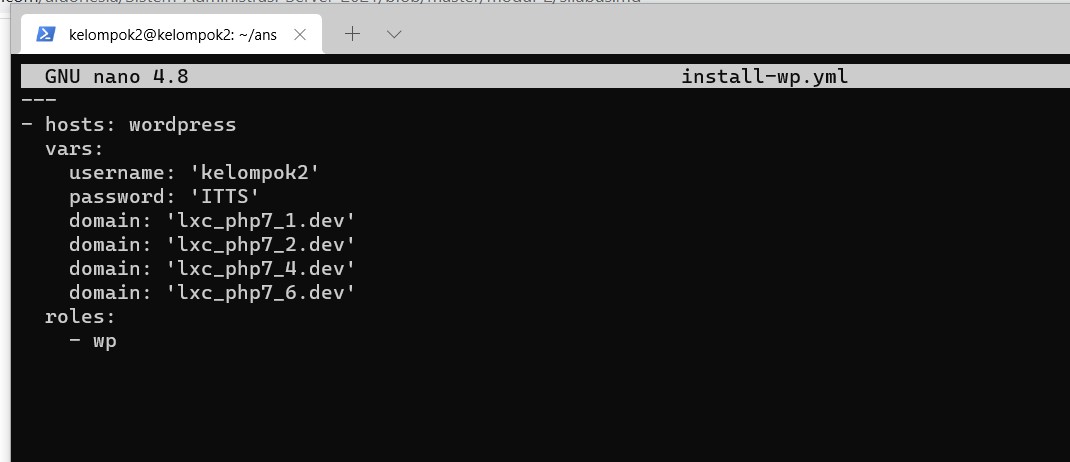 kelompok2@kelompok2: ~/ans
GNU nano 4.8 install-wp.yml
---
- hosts: wordpress
  vars:
    username: 'kelompok2'
    password: 'ITTS'
    domain: 'lxc_php7_1.dev'
    domain: 'lxc_php7_2.dev'
    domain: 'lxc_php7_4.dev'
    domain: 'lxc_php7_6.dev'
  roles:
    - wp